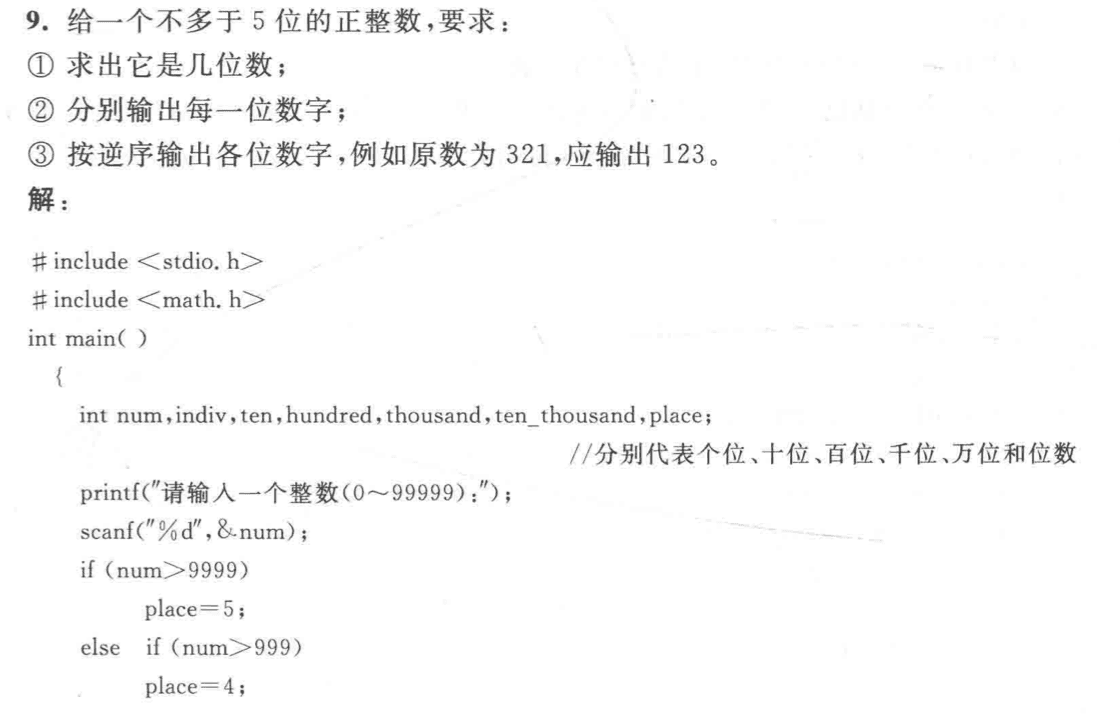 9. 给一个不多于 5 位的正整数,要求:
① 求出它是几位数;
② 分别输出每一位数字;
③ 按逆序输出各位数字,例如原数为 321,应输出 123。
解:
#include <stdio.h>
#include <math.h>
int main( )
{
int num,indiv,ten,hundred,thousand,ten_thousand,place;
//分别代表个位、十位、百位、千位、万位和位数
printf("请输入一个整数(0~99999):");
scanf("%d",&num);
if (num>9999)
place=5;
else if (num>999)
place=4;